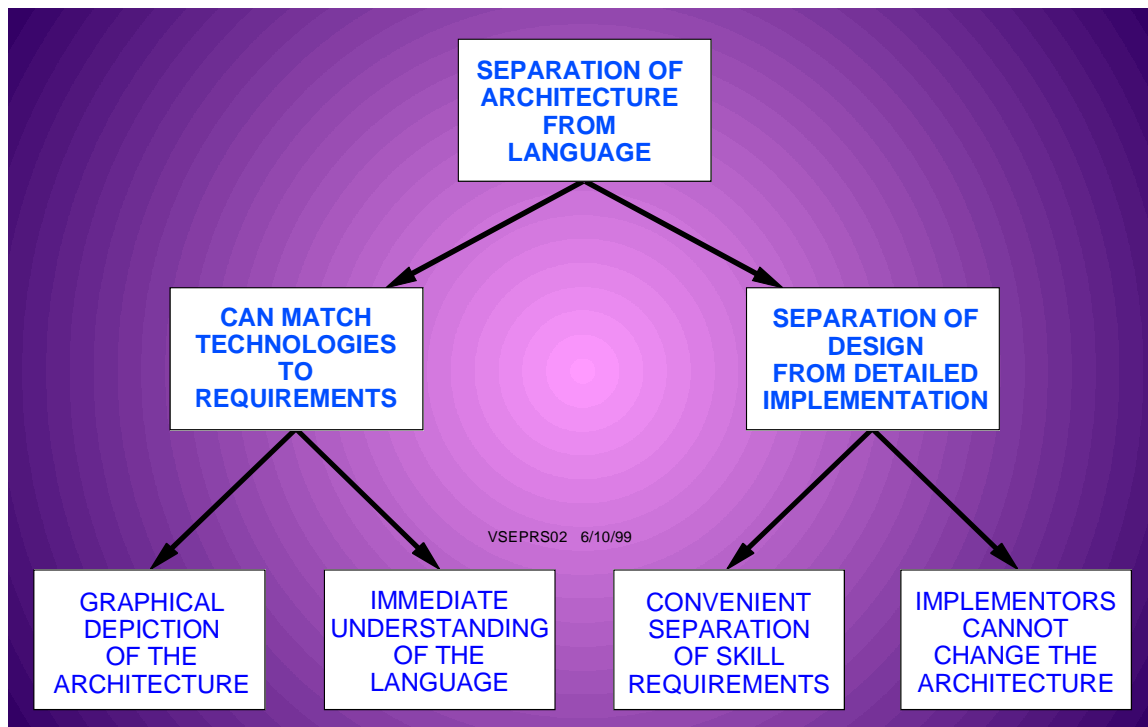 SEPARATION OF
ARCHITECTURE
FROM
LANGUAGE
CAN MATCH
TECHNOLOGIES
TO
REQUIREMENTS
SEPARATION OF
DESIGN
FROM DETAILED
IMPLEMENTATION
VSEPRS02 6/10/99
GRAPHICAL
DEPICTION
OF THE
ARCHITECTURE
IMMEDIATE
UNDERSTANDING
OF THE
LANGUAGE
CONVENIENT
SEPARATION
OF SKILL
REQUIREMENTS
IMPLEMENTORS
CANNOT
CHANGE THE
ARCHITECTURE